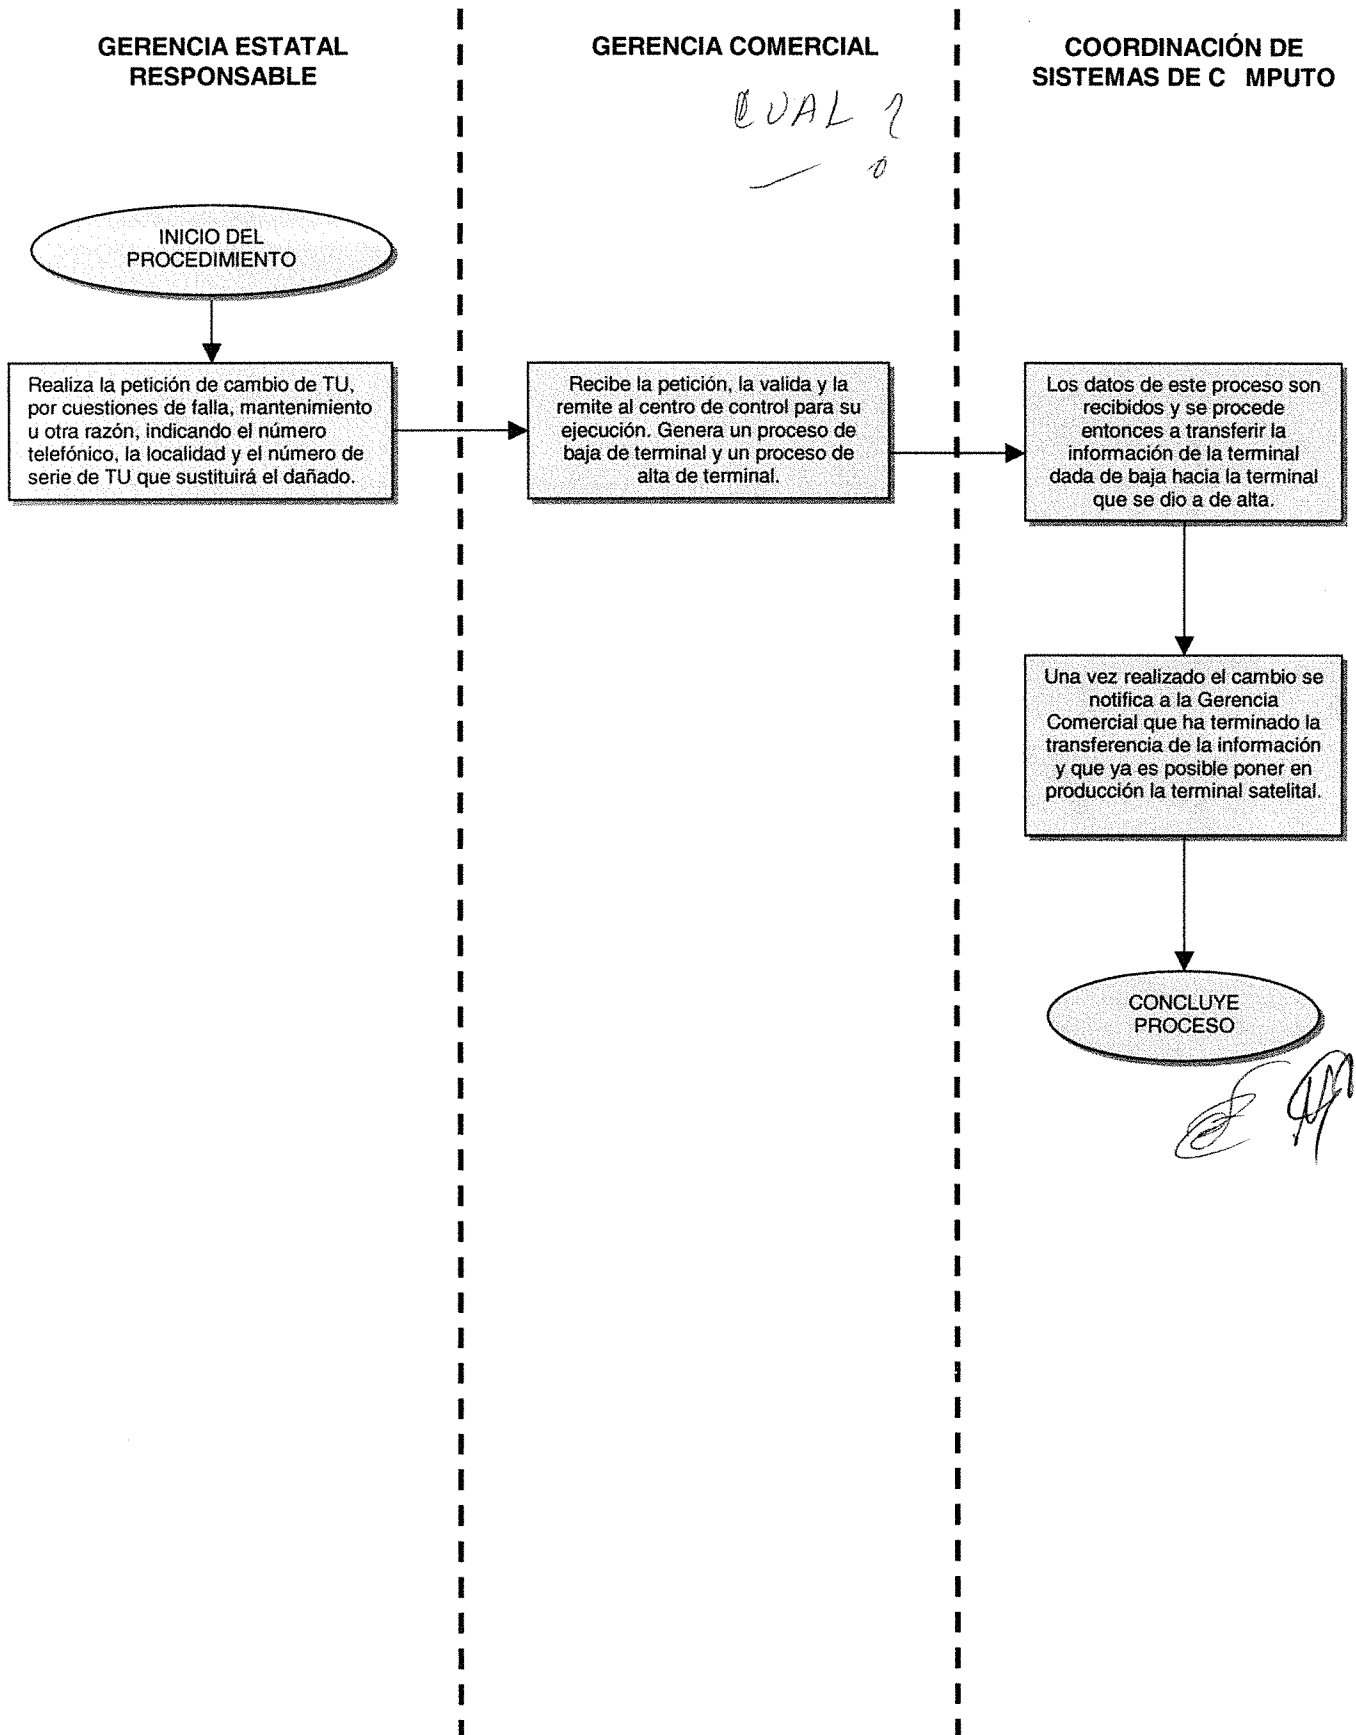 GERENCIA ESTATAL
RESPONSABLE
GERENCIA COMERCIAL
COORDINACIÓN DE
SISTEMAS DE C MPUTO
CUAL ?
INICIO DEL
PROCEDIMIENTO
Realiza la petición de cambio de TU,
por cuestiones de falla, mantenimiento
u otra razón, indicando el número
telefónico, la localidad y el número de
serie de TU que sustituirá el dañado.
Recibe la petición, la valida y la
remite al centro de control para su
ejecución. Genera un proceso de
baja de terminal y un proceso de
alta de terminal.
Los datos de este proceso son
recibidos y se procede
entonces a transferir la
información de la terminal
dada de baja hacia la terminal
que se dio a de alta.
Una vez realizado el cambio se
notifica a la Gerencia
Comercial que ha terminado la
transferencia de la información
y que ya es posible poner en
producción la terminal satelital.
CONCLUYE
PROCESO